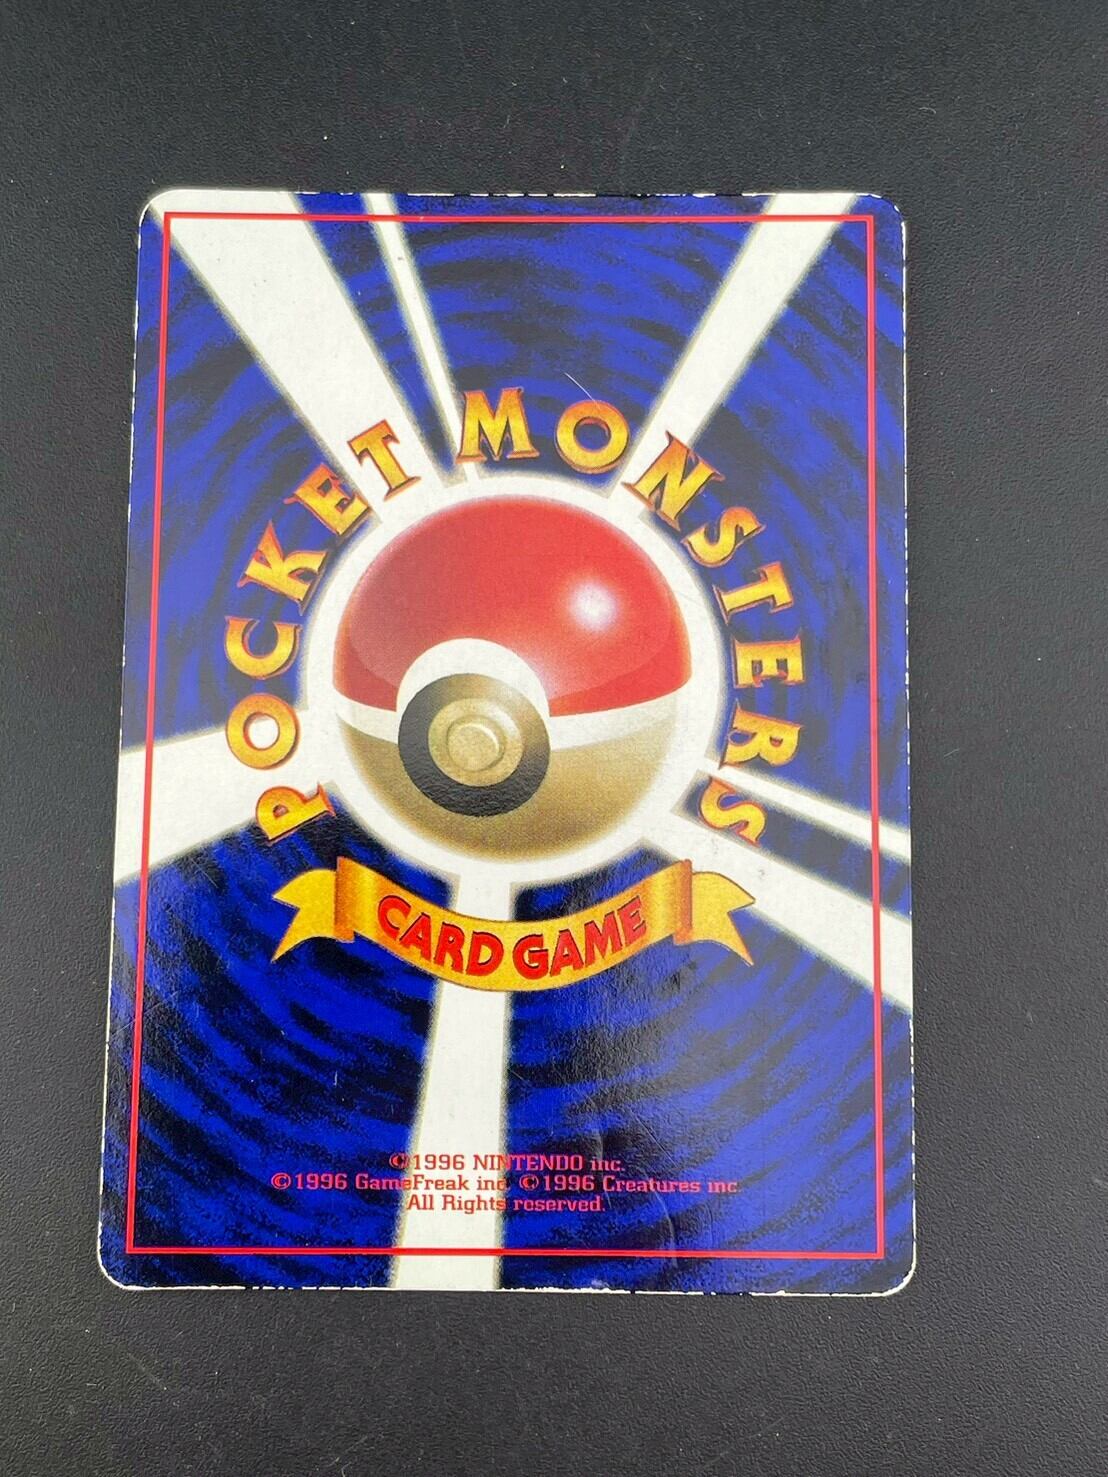 POCKET MONSTERS
CARD GAME
©1996 NINTENDO inc.
©1996 GameFreak inc. ©1996 Creatures inc.
All Rights reserved.